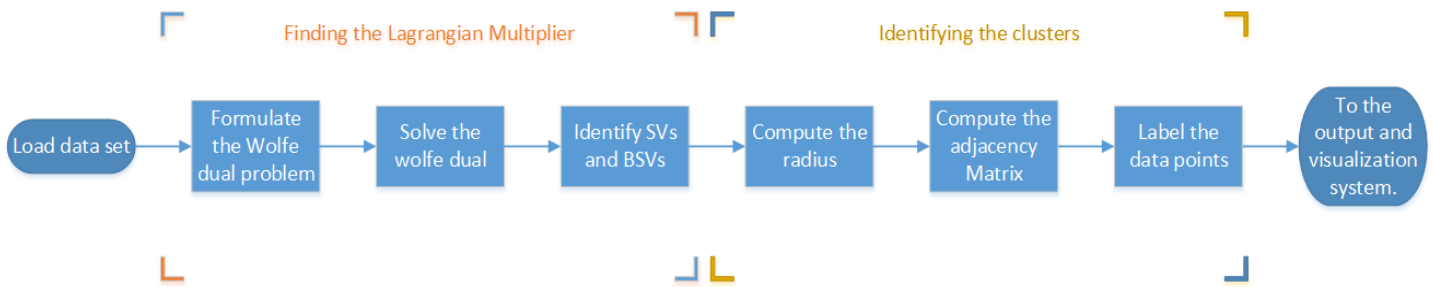 Finding the Lagrangian Multiplier
Identifying the clusters
Load data set
Formulate
the Wolfe
dual problem
Solve the
wolfe dual
Identify SVs
and BSVs
Compute the
radius
Compute the
adjacency
Matrix
Label the
data points
To the
output and
visualization
system.